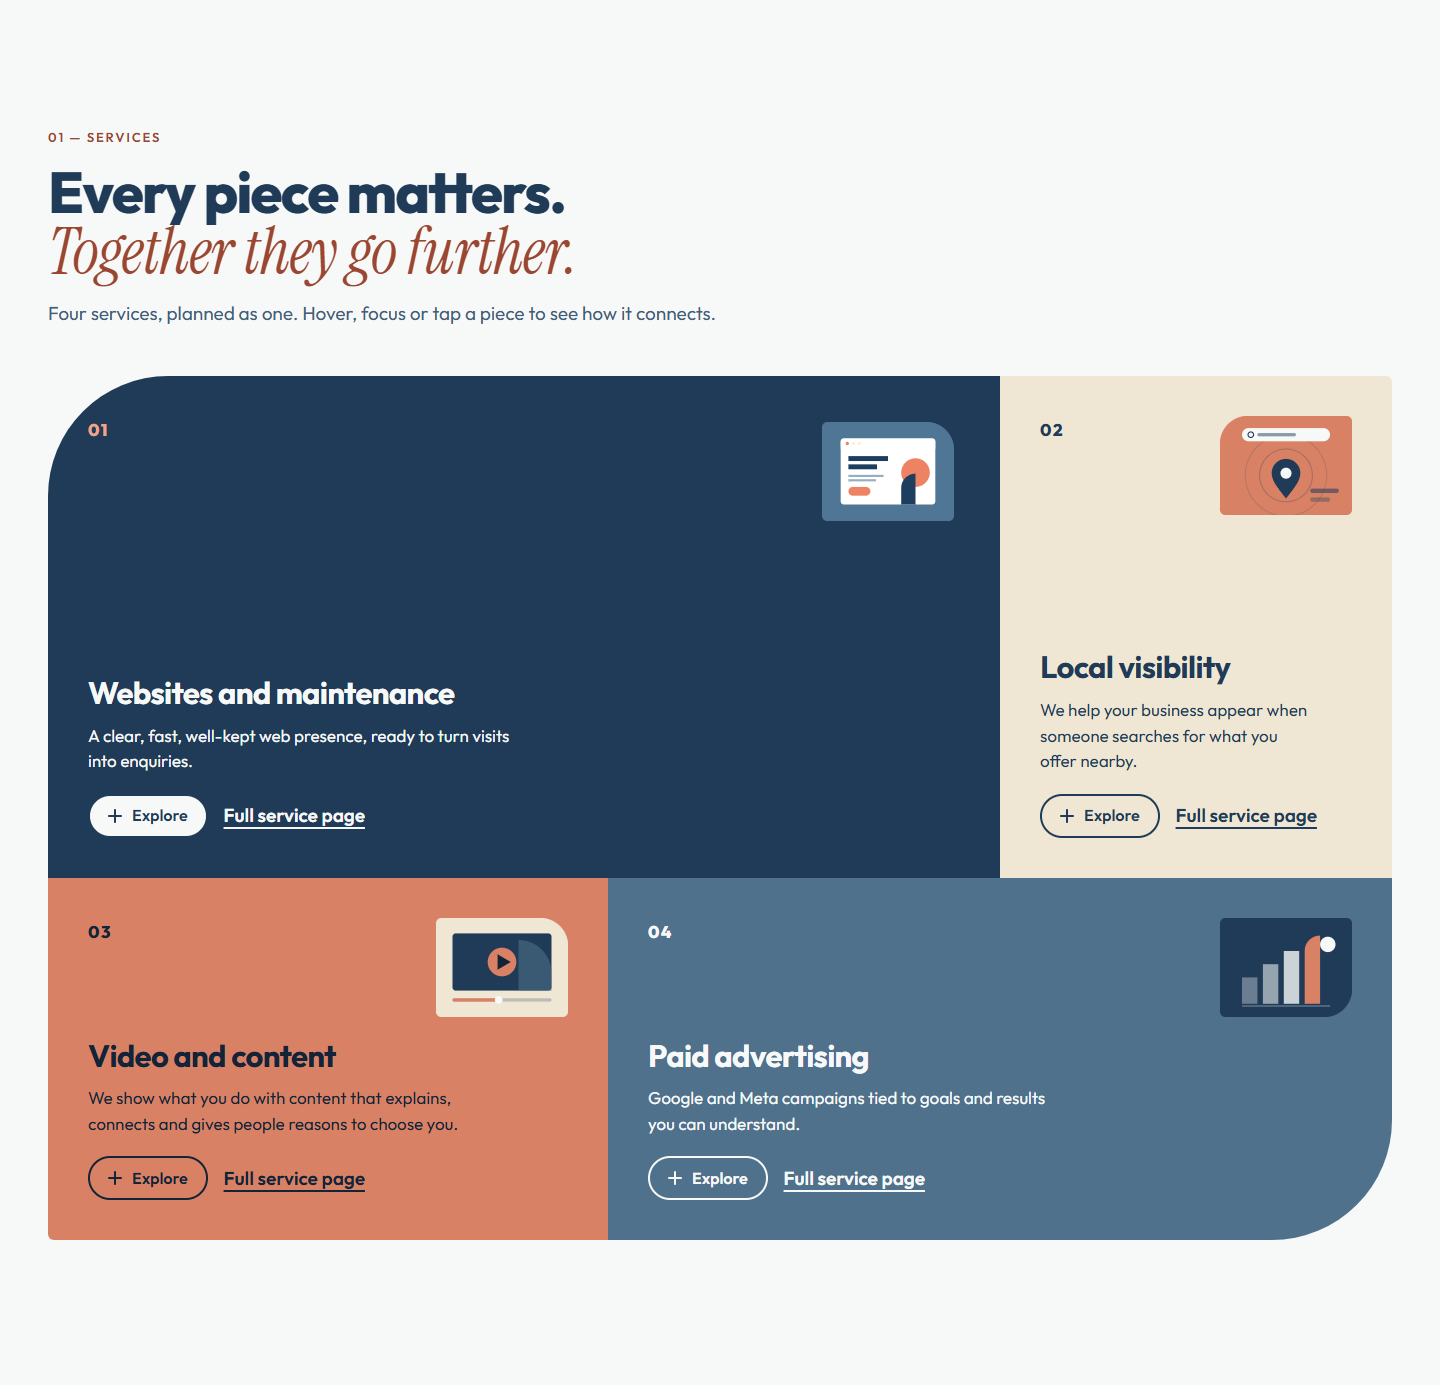 01 — SERVICES
Every piece matters.
Together they go further.
Four services, planned as one. Hover, focus or tap a piece to see how it connects.
01
Websites and maintenance
A clear, fast, well-kept web presence, ready to turn visits
into enquiries.
+ Explore Full service page
02
Local visibility
We help your business appear when
someone searches for what you
offer nearby.
+ Explore Full service page
03
Video and content
We show what you do with content that explains,
connects and gives people reasons to choose you.
+ Explore Full service page
04
Paid advertising
Google and Meta campaigns tied to goals and results
you can understand.
+ Explore Full service page